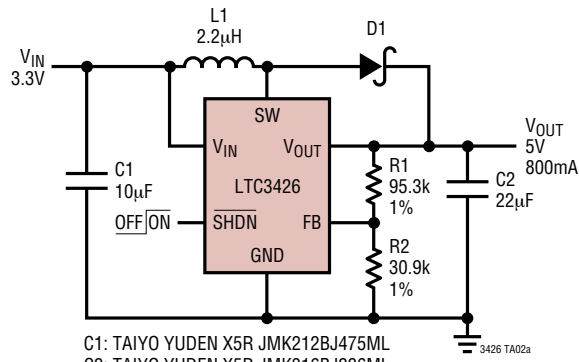 L1
2.2µH
D1
VIN
3.3V
SW
VIN
VOUT
LTC3426
SHDN
FB
GND
C1
10µF
OFF ON
R1
95.3k
1%
R2
30.9k
1%
VOUT
5V
800mA
C2
22µF
3426 TA02a
C1: TAIYO YUDEN X5R JMK212BJ475ML